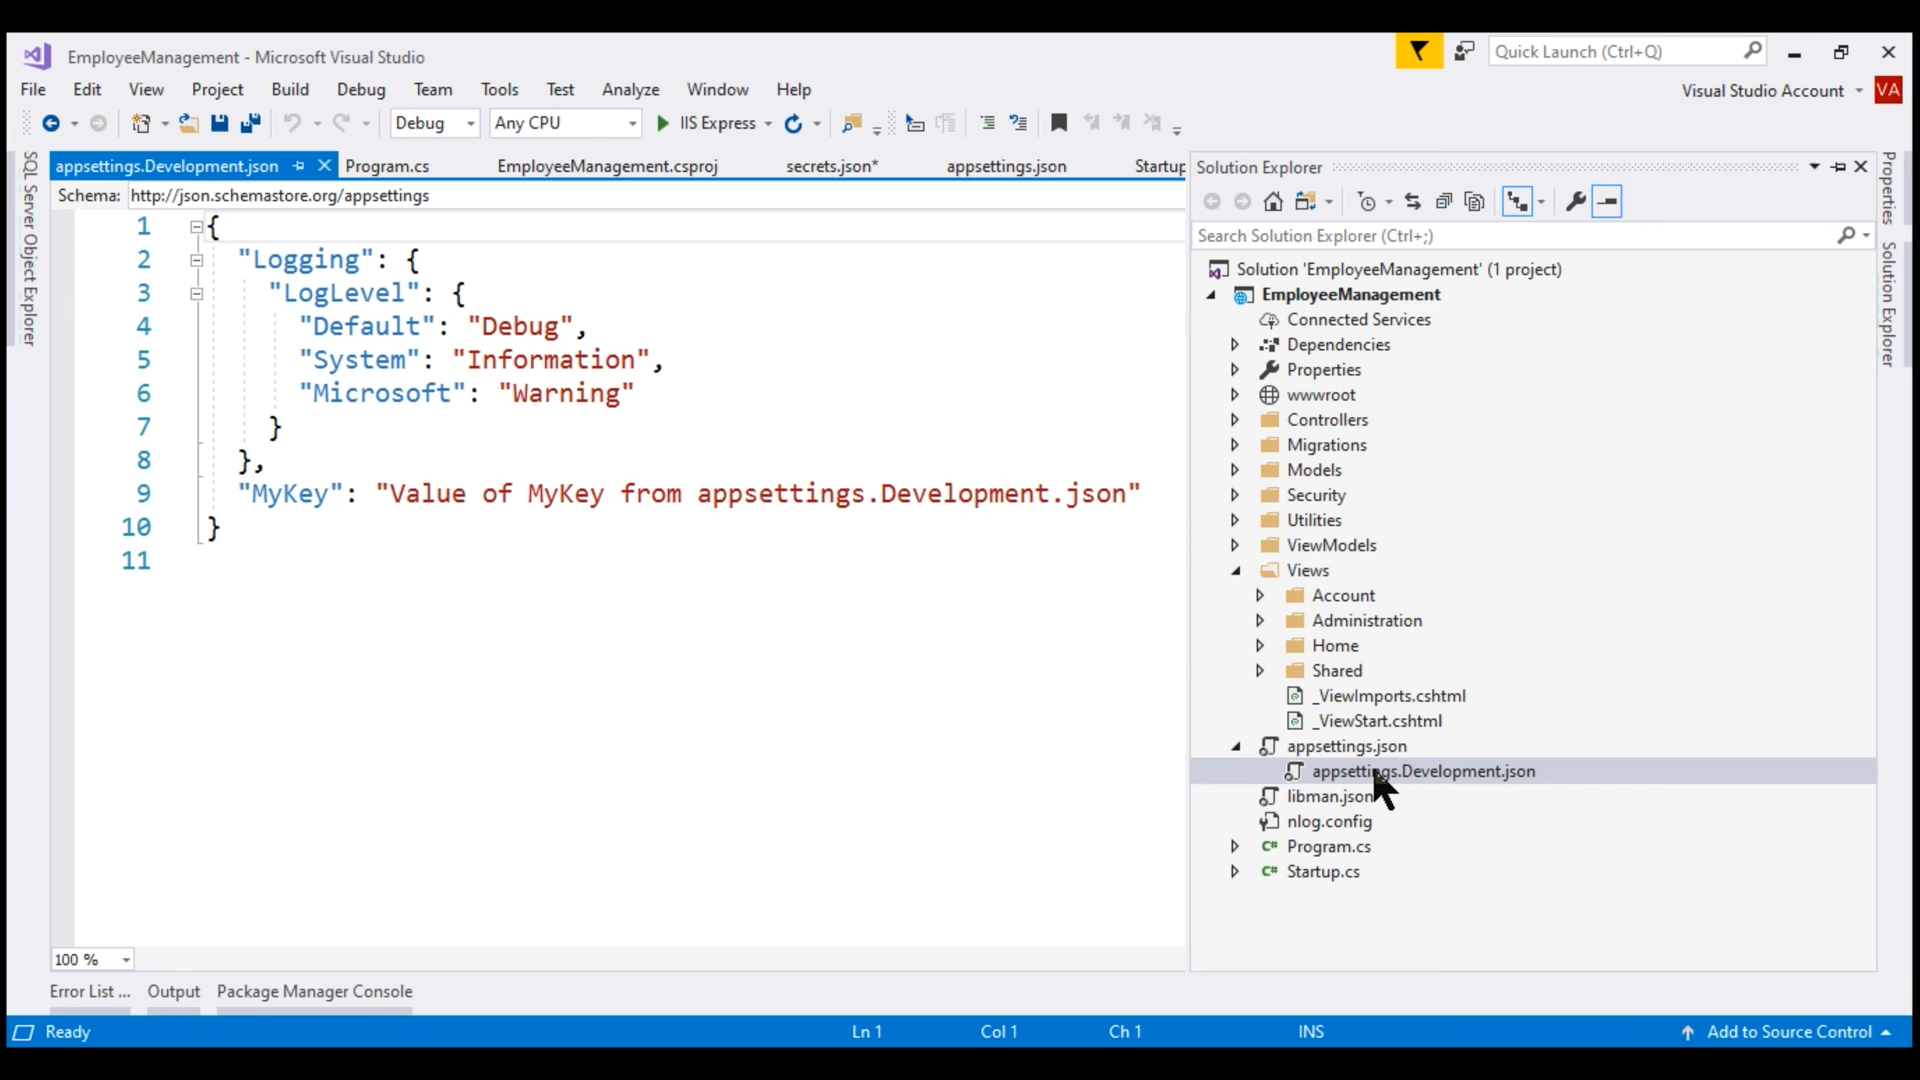 EmployeeManagement - Microsoft Visual Studio
Quick Launch (Ctrl+Q)
File Edit View Project Build Debug Team Tools Test Analyze Window Help
Visual Studio Account VA
Debug Any CPU IIS Express
appsettings.Development.json Program.cs EmployeeManagement.csproj secrets.json* appsettings.json Startup
Schema: http://json.schemastore.org/appsettings
1 {
2 "Logging": {
3 "LogLevel": {
4 "Default": "Debug",
5 "System": "Information",
6 "Microsoft": "Warning"
7 }
8 },
9 "MyKey": "Value of MyKey from appsettings.Development.json"
10 }
11
100 %
SQL Server Object Explorer
Solution Explorer
Search Solution Explorer (Ctrl+;)
Solution 'EmployeeManagement' (1 project)
EmployeeManagement
Connected Services
Dependencies
Properties
wwwroot
Controllers
Migrations
Models
Security
Utilities
ViewModels
Views
Account
Administration
Home
Shared
_ViewImports.cshtml
_ViewStart.cshtml
appsettings.json
appsettings.Development.json
libman.json
nlog.config
C# Program.cs
C# Startup.cs
Properties
Solution Explorer
Error List ... Output Package Manager Console
Ready Ln 1 Col 1 Ch 1 INS Add to Source Control